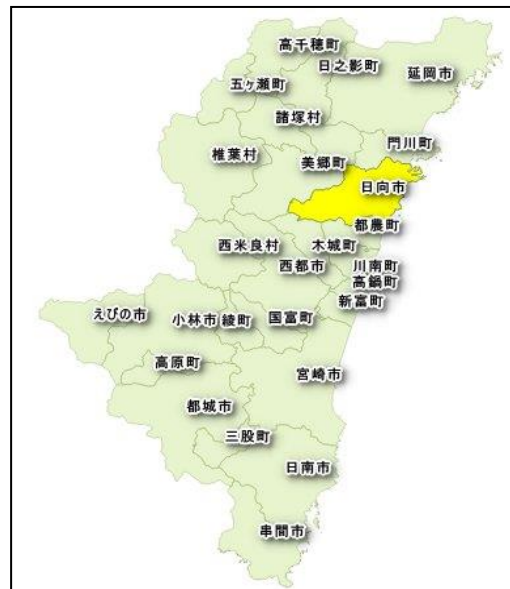 高千穂町
日之影町
延岡市
五ヶ瀬町
諸塚村
門川町
椎葉村
美郷町
日向市
都農町
西米良村
木城町
西都市
川南町
高鍋町
新富町
えびの市
小林市
綾町
国富町
高原町
宮崎市
都城市
三股町
日南市
串間市